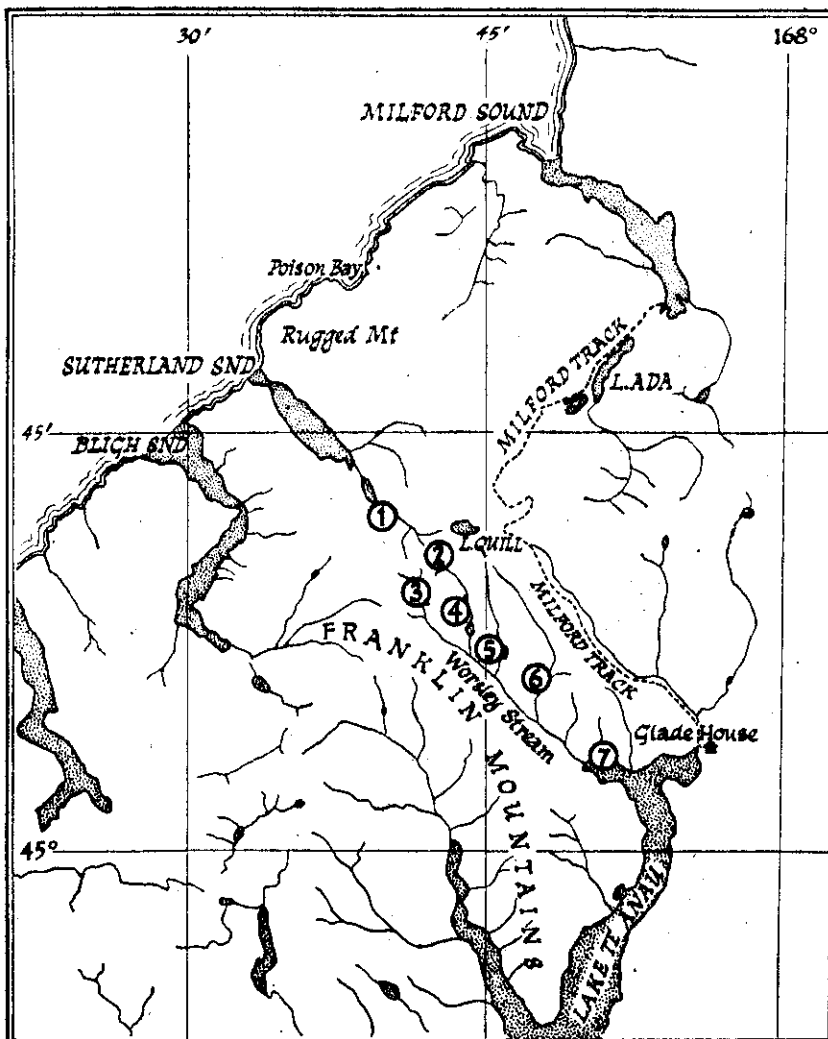 30' 45' 168°
MILFORD SOUND
Poison Bay
Rugged Mt
SUTHERLAND SND
MILFORD TRACK
L. ADA
45'
BLIGH SND
1
L. QUILL
2
3
4
FRANKLIN MOUNTAINS
5
Worsley Stream
6
MILFORD TRACK
Glade House
7
45°
LAKE TE ANAU